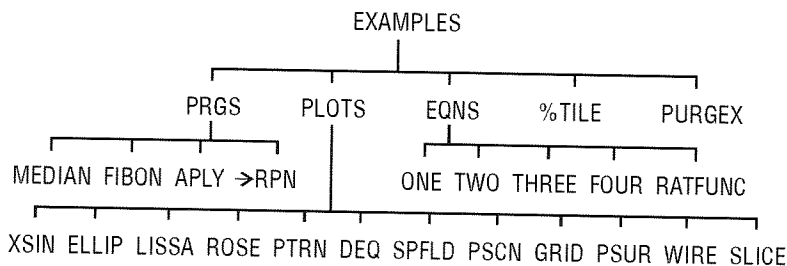 EXAMPLES
PRGS PLOTS EQNS %TILE PURGEX
MEDIAN FIBON APLY →RPN
ONE TWO THREE FOUR RATFUNC
XSIN ELLIP LISSA ROSE PTRN DEQ SPFLD PSCN GRID PSUR WIRE SLICE